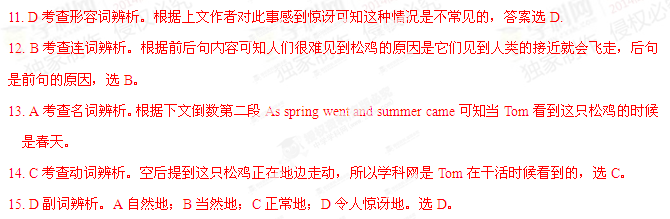 11. D 考查形容词辨析。根据上文作者对此事感到惊讶可知这种情况是不常见的，答案选 D.
12. B 考查连词辨析。根据前后句内容可知人们很难见到松鸡的原因是它们见到人类的接近就会飞走，后句
是前句的原因，选 B。
13. A 考查名词辨析。根据下文倒数第二段 As spring went and summer came 可知当 Tom 看到这只松鸡的时候
是春天。
14. C 考查动词辨析。空后提到这只松鸡正在地边走动，所以学科网是 Tom 在干活时候看到的，选 C。
15. D 副词辨析。A 自然地；B 当然地；C 正常地；D 令人惊讶地。选 D。